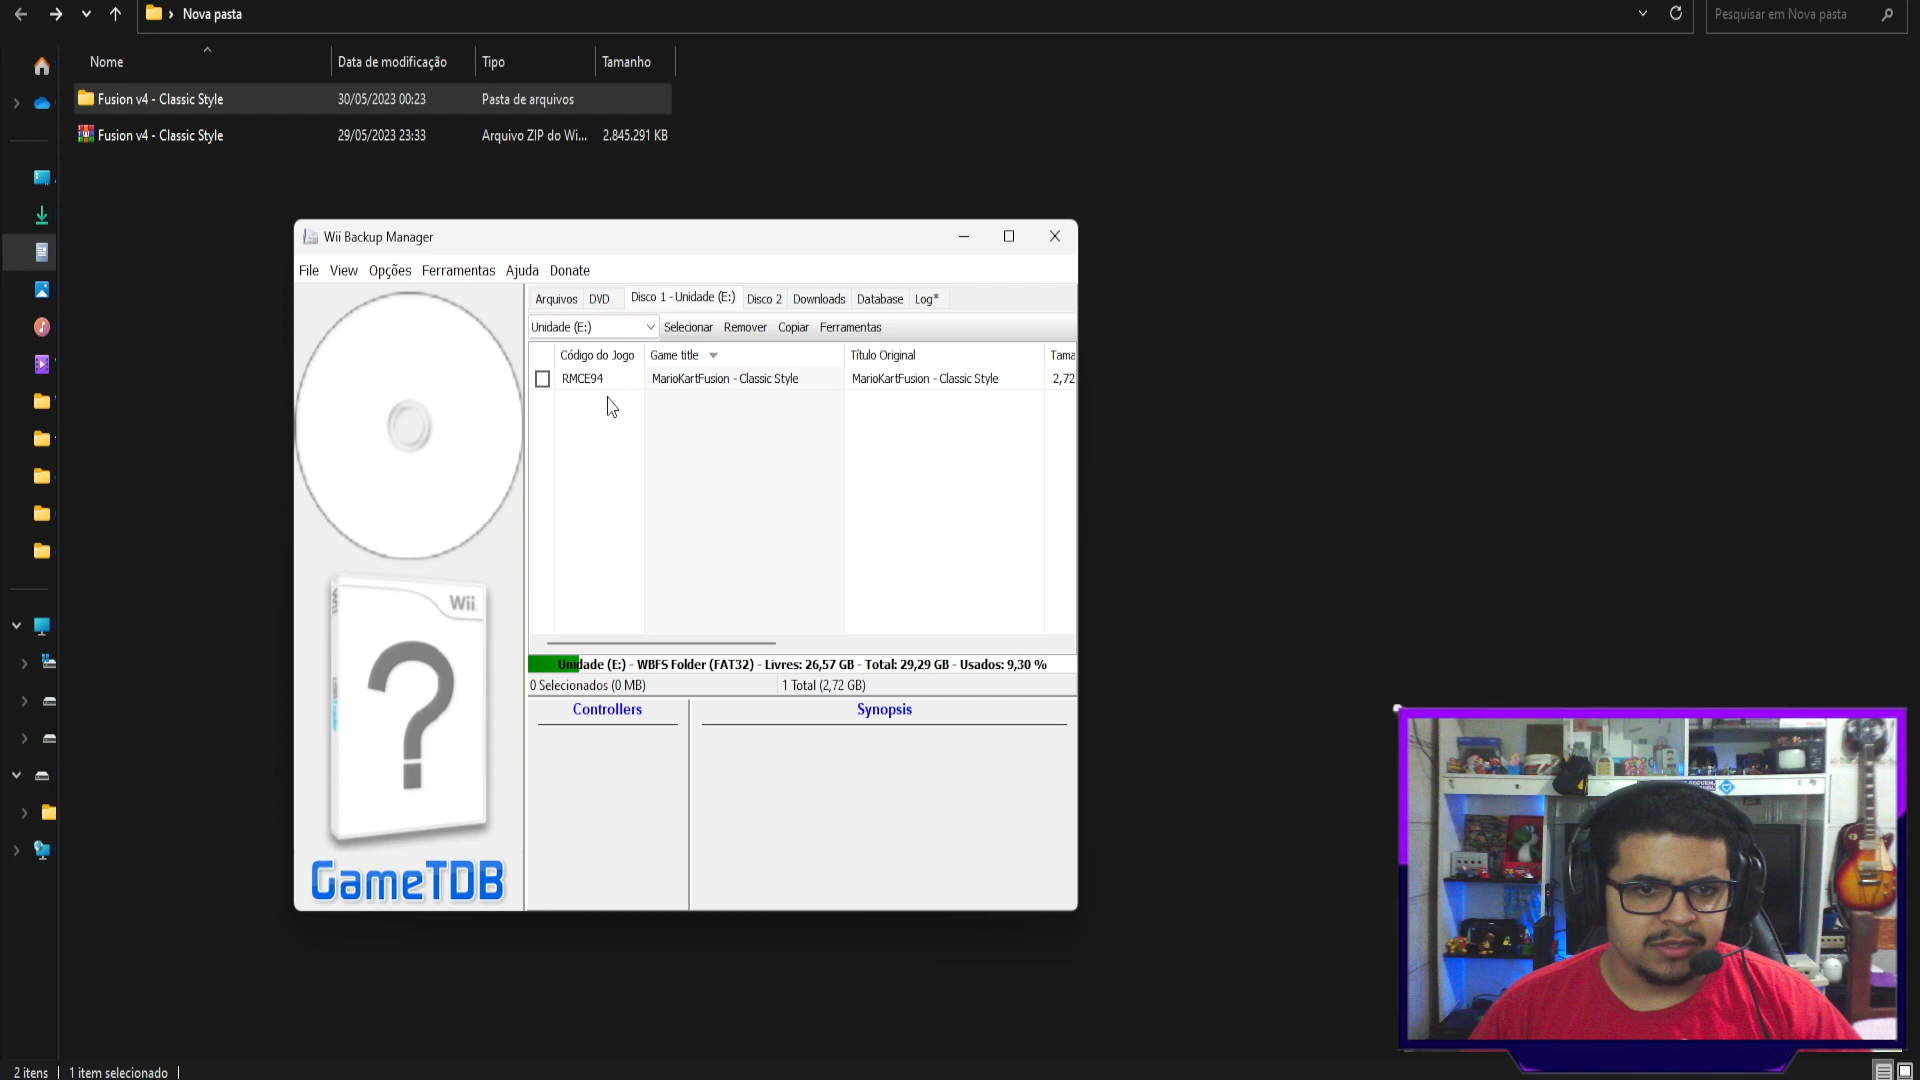 Nova pasta
Pesquisar em Nova pasta
Nome Data de modificação Tipo Tamanho
Fusion v4 - Classic Style 30/05/2023 00:23 Pasta de arquivos
Fusion v4 - Classic Style 29/05/2023 23:33 Arquivo ZIP do Wi... 2.845.291 KB
Wii Backup Manager
File View Opções Ferramentas Ajuda Donate
Arquivos DVD Disco 1 - Unidade (E:) Disco 2 Downloads Database Log*
Unidade (E:) Selecionar Remover Copiar Ferramentas
Código do Jogo Game title Título Original Tama
RMCE94 MarioKartFusion - Classic Style MarioKartFusion - Classic Style 2,72
Wii
Unidade (E:) - WBFS Folder (FAT32) - Livres: 26,57 GB - Total: 29,29 GB - Usados: 9,30 %
0 Selecionados (0 MB) 1 Total (2,72 GB)
Controllers Synopsis
?
GameTDB
2 itens 1 item selecionado